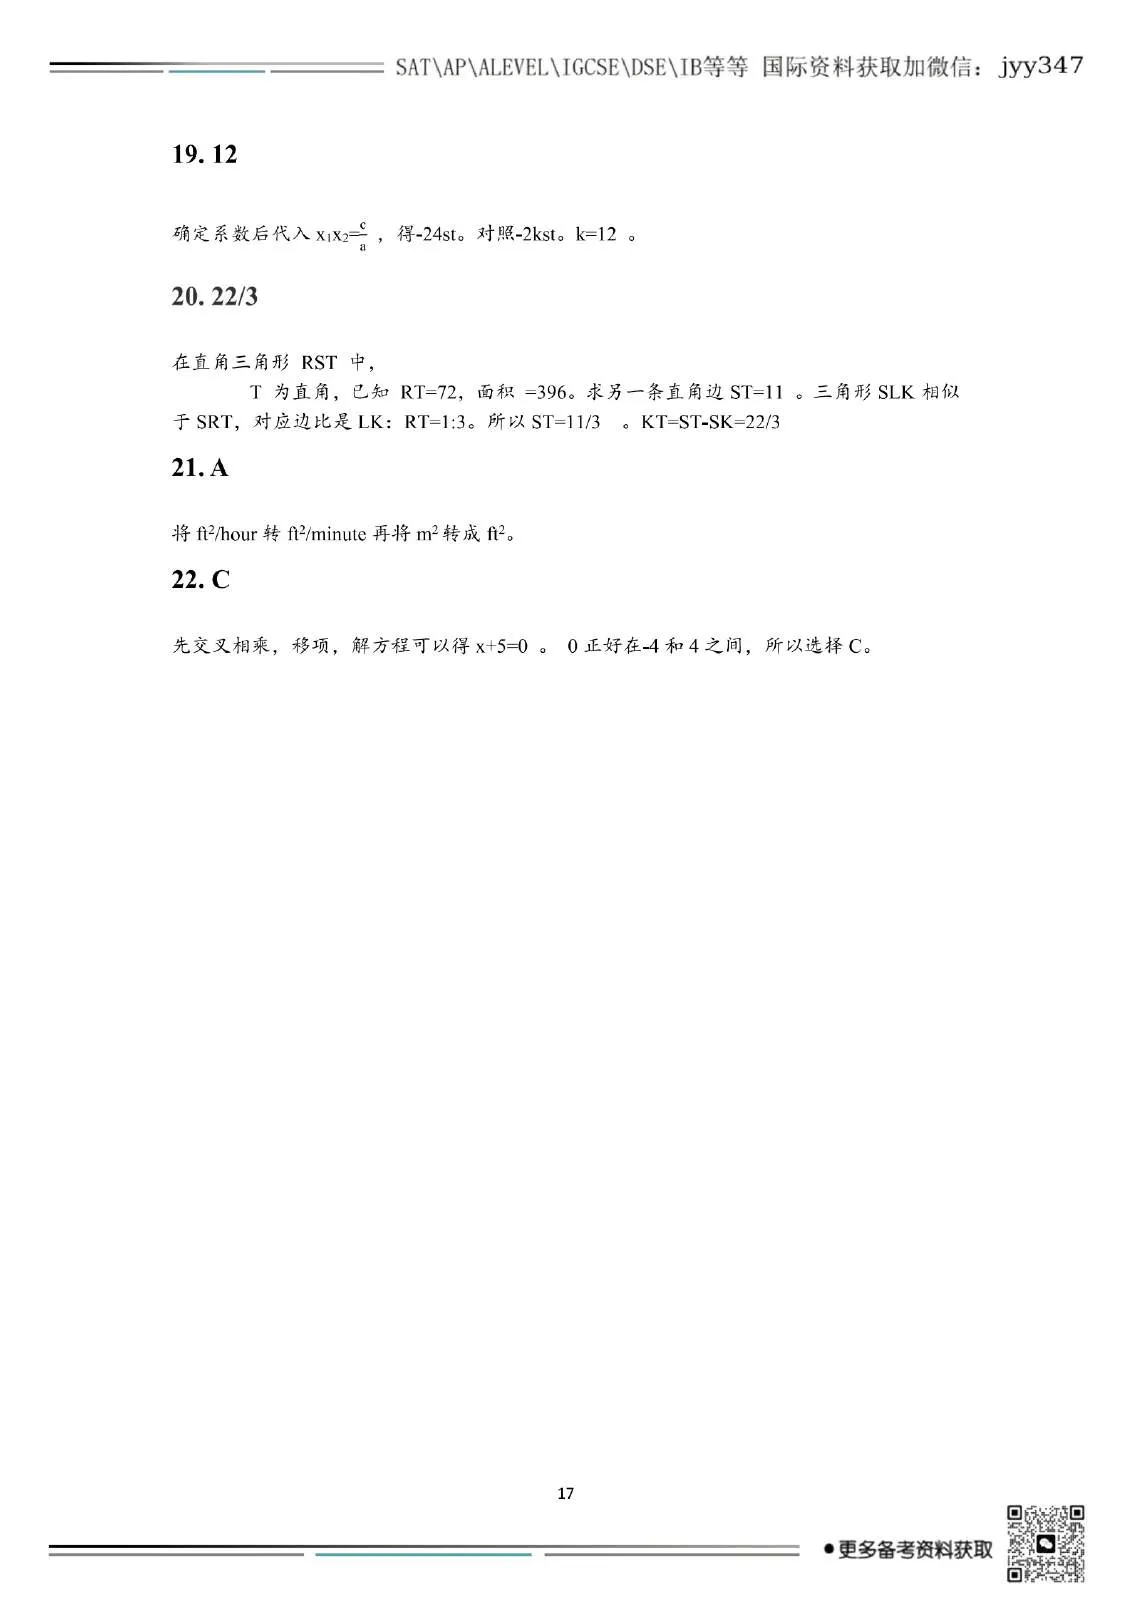 SAT\AP\ALEVEL\IGCSE\DSE\IB等等 国际资料获取加微信：jyy347
19. 12
确定系数后代入 x₁x₂=c/a ，得-24st。对照-2kst。k=12 。
20. 22/3
在直角三角形 RST 中，
T 为直角，已知 RT=72，面积 =396。求另一条直角边 ST=11 。三角形 SLK 相似
于 SRT，对应边比是 LK：RT=1:3。所以 ST=11/3 。KT=ST-SK=22/3
21. A
将 ft²/hour 转 ft²/minute 再将 m² 转成 ft²。
22. C
先交叉相乘，移项，解方程可以得 x+5=0 。 0 正好在-4 和 4 之间，所以选择 C。
17
●更多备考资料获取